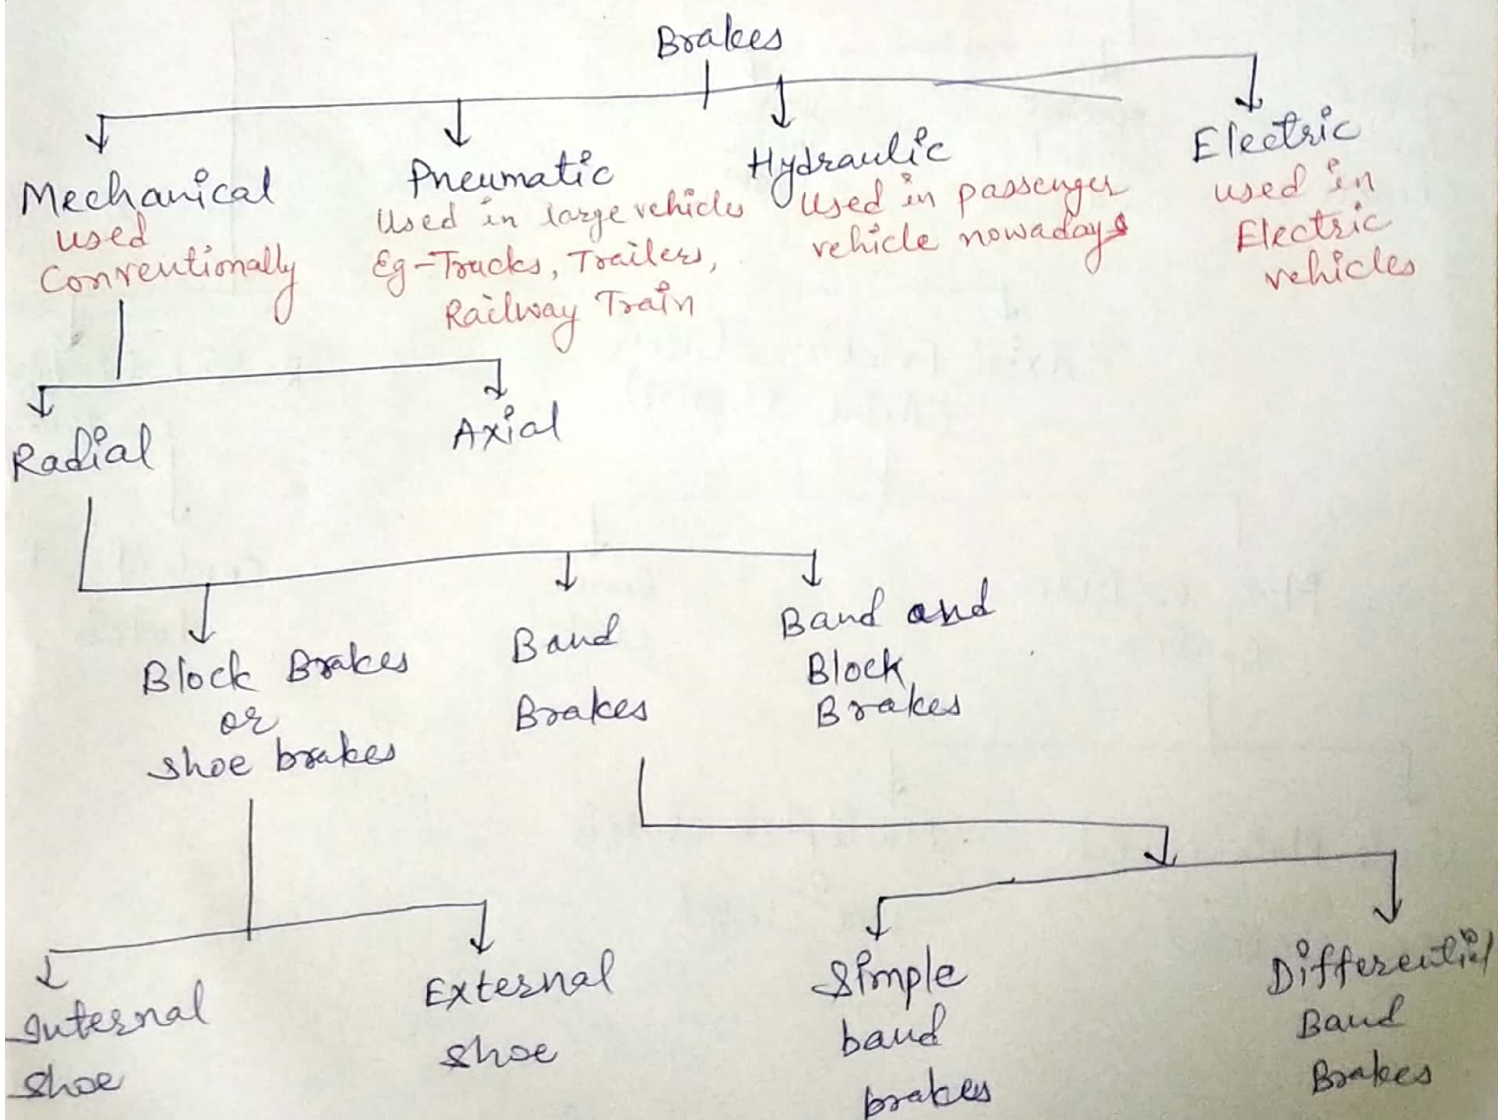 Brakes
Mechanical
used
Conventionally
Pneumatic
Used in large vehicles
Eg-Trucks, Trailers,
Railway Train
Hydraulic
Used in passenger
vehicle nowadays
Electric
used in
Electric
vehicles
Radial
Axial
Block Brakes
or
shoe brakes
Band
Brakes
Band and
Block
Brakes
Internal
shoe
External
shoe
Simple
band
brakes
Differential
Band
Brakes